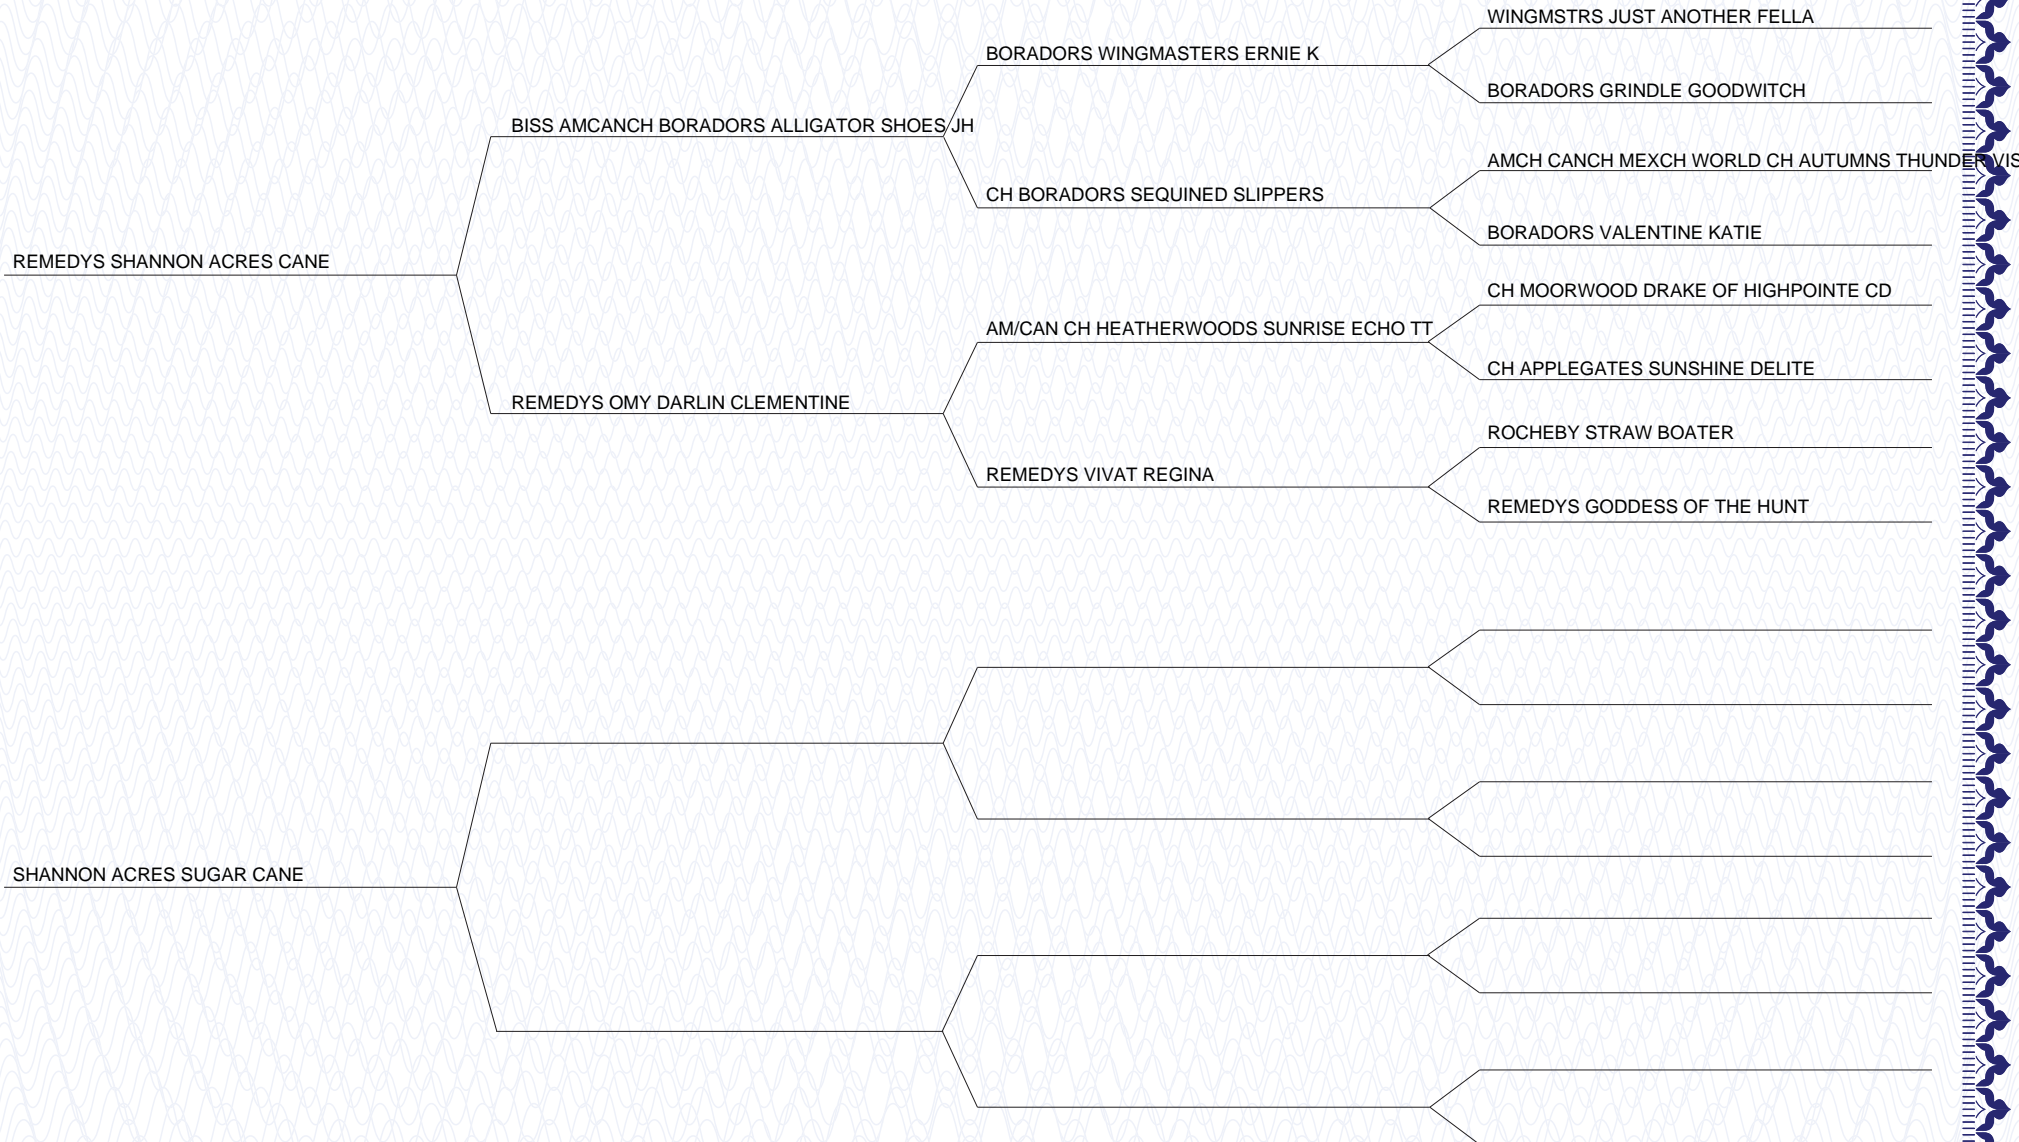 WINGMSTRS JUST ANOTHER FELLA
BORADORS WINGMASTERS ERNIE K
BORADORS GRINDLE GOODWITCH
BISS AMCANCH BORADORS ALLIGATOR SHOES JH
AMCH CANCH MEXCH WORLD CH AUTUMNS THUNDER
CH BORADORS SEQUINED SLIPPERS
BORADORS VALENTINE KATIE
REMEDYS SHANNON ACRES CANE
CH MOORWOOD DRAKE OF HIGHPOINTE CD
AM/CAN CH HEATHERWOODS SUNRISE ECHO TT
CH APPLEGATES SUNSHINE DELITE
REMEDYS OMY DARLIN CLEMENTINE
ROCHEBY STRAW BOATER
REMEDYS VIVAT REGINA
REMEDYS GODDESS OF THE HUNT
SHANNON ACRES SUGAR CANE